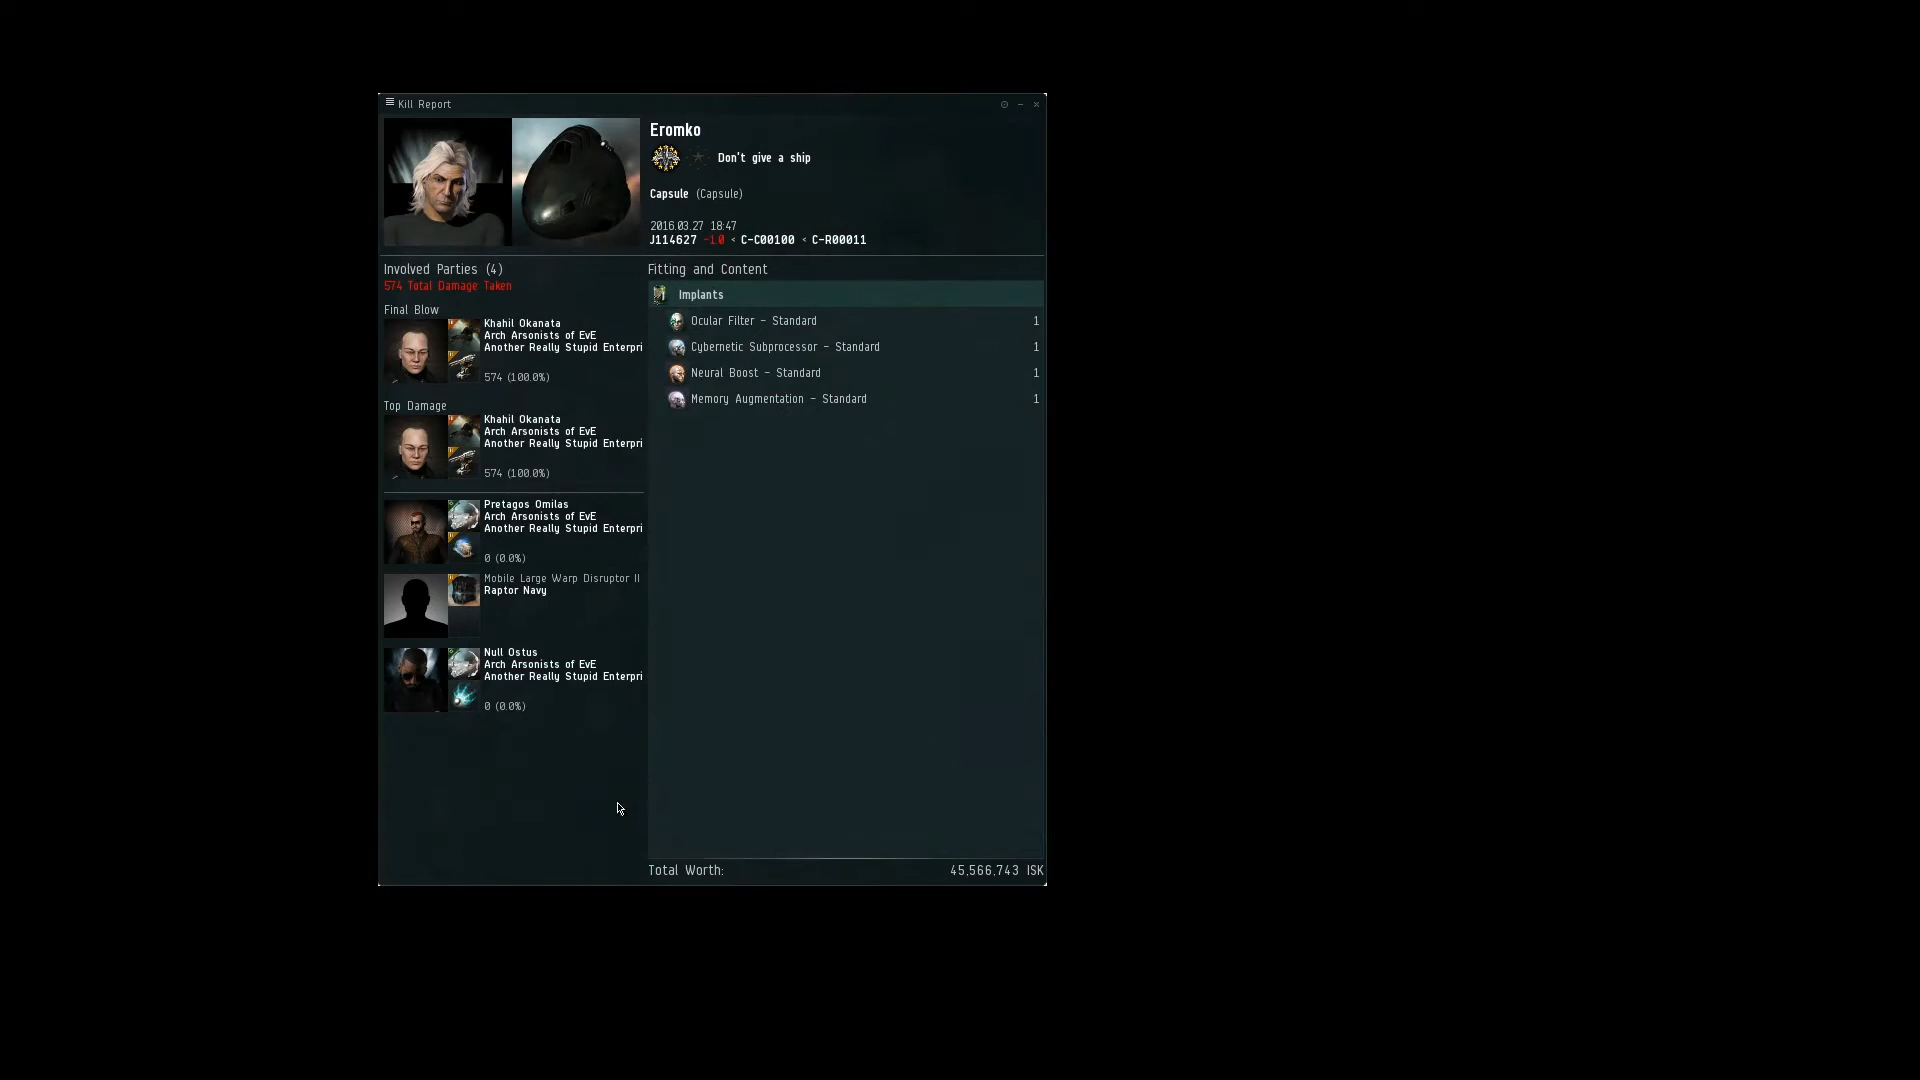 Kill Report
Eromko
Don't give a ship
Capsule (Capsule)
2016.03.27 18:47
J114627 -1.0 < C-C00100 < C-R00011
Involved Parties (4)
574 Total Damage Taken
Final Blow
Khahil Okanata
Arch Arsonists of EvE
Another Really Stupid Enterpri
574 (100.0%)
Top Damage
Khahil Okanata
Arch Arsonists of EvE
Another Really Stupid Enterpri
574 (100.0%)
Pretagos Omilas
Arch Arsonists of EvE
Another Really Stupid Enterpri
0 (0.0%)
Mobile Large Warp Disruptor II
Raptor Navy
Null Ostus
Arch Arsonists of EvE
Another Really Stupid Enterpri
0 (0.0%)
Fitting and Content
Implants
Ocular Filter - Standard 1
Cybernetic Subprocessor - Standard 1
Neural Boost - Standard 1
Memory Augmentation - Standard 1
Total Worth: 45,566,743 ISK